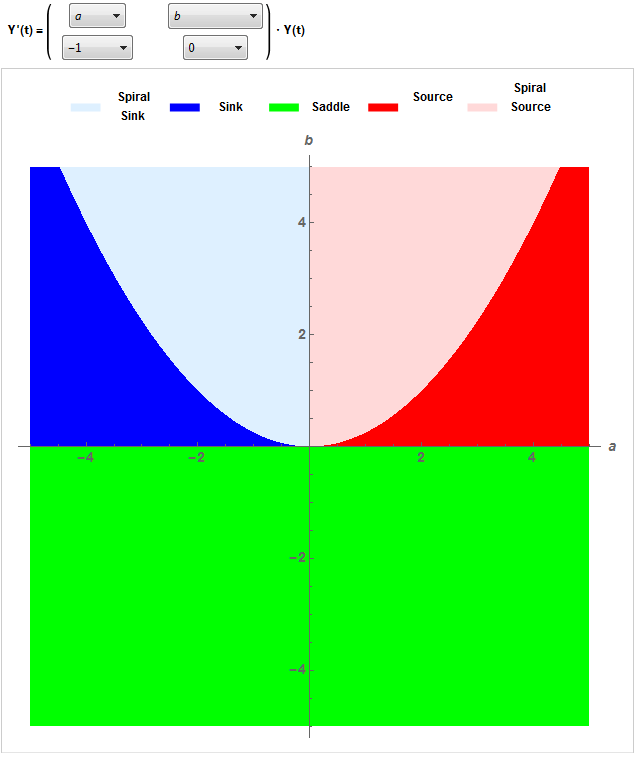 a b
Y'(t) = · Y(t)
−1 0
Spiral Sink Sink Saddle Source Spiral Source
b
4
2
−4 −2 2 4 a
−2
−4